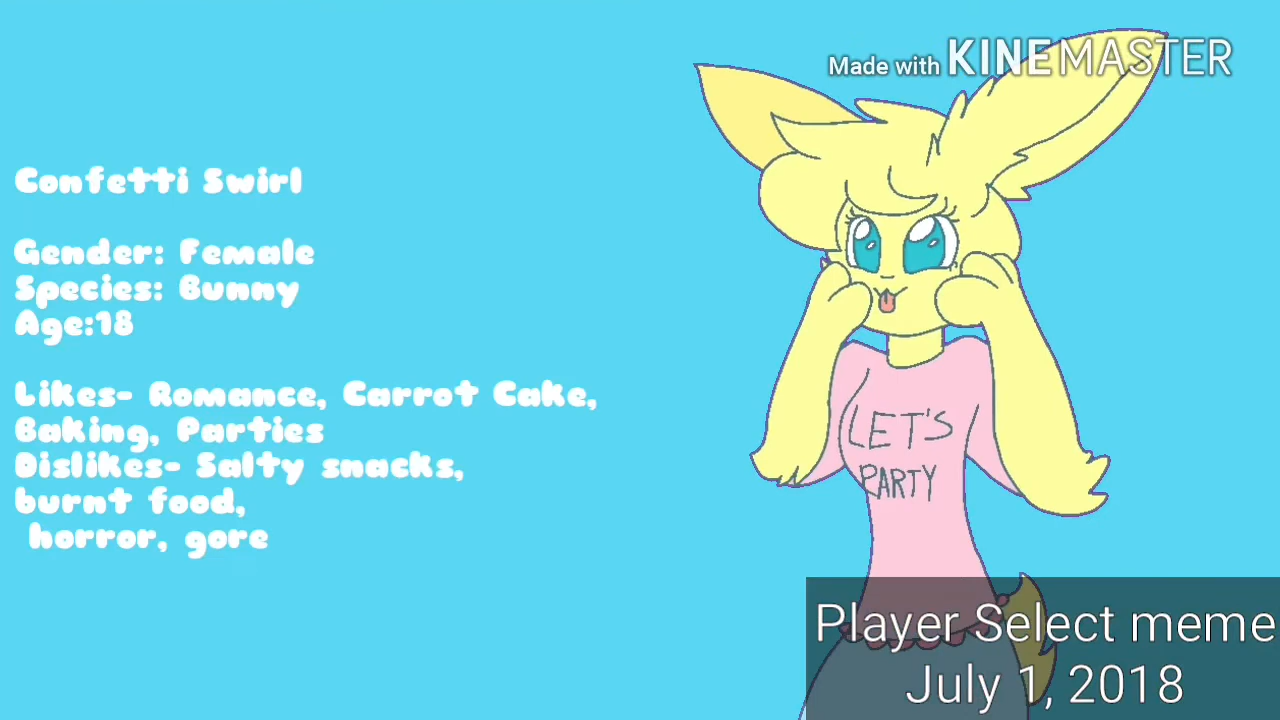 Made with KINEMASTER
Confetti Swirl
Gender: Female
Species: Bunny
Age:18
Likes- Romance, Carrot Cake,
Baking, Parties
Dislikes- Salty snacks,
burnt food,
horror, gore
LET'S
PARTY
Player Select meme
July 1, 2018